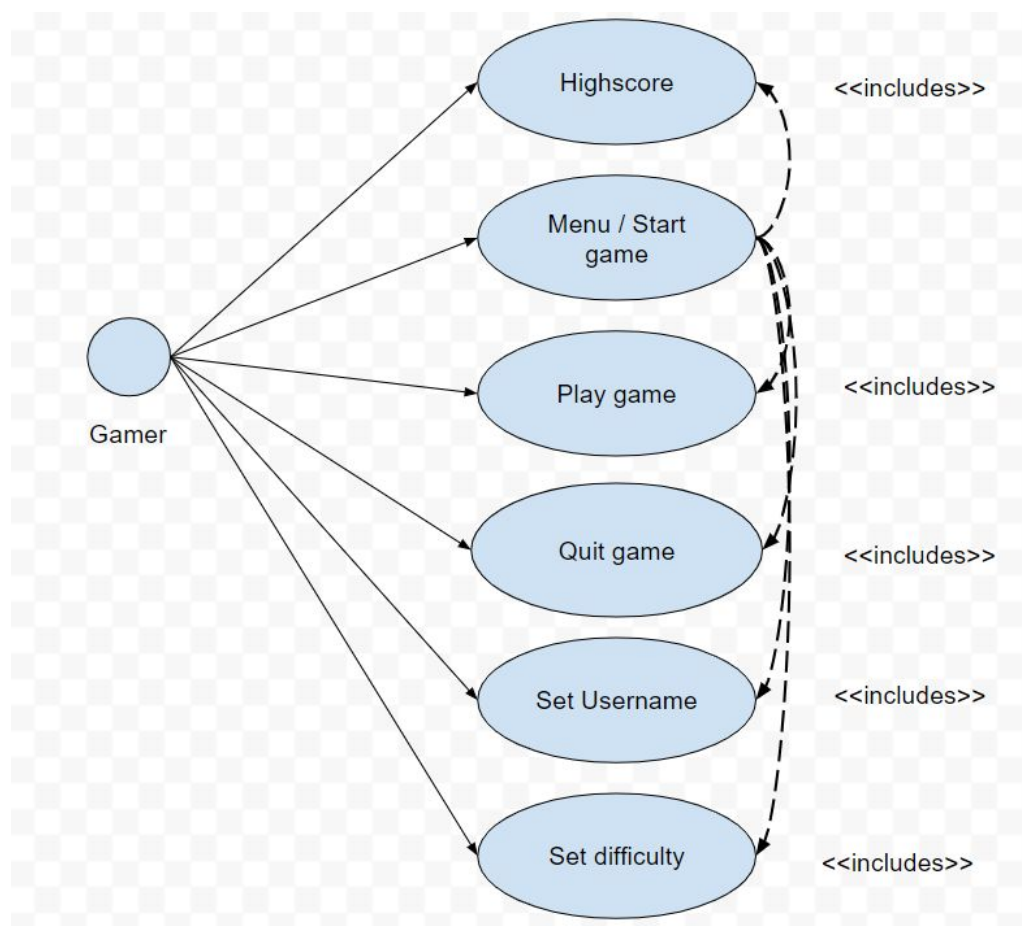 Highscore
<<includes>>
Menu / Start
game
Gamer
Play game
<<includes>>
Quit game
<<includes>>
Set Username
<<includes>>
Set difficulty
<<includes>>